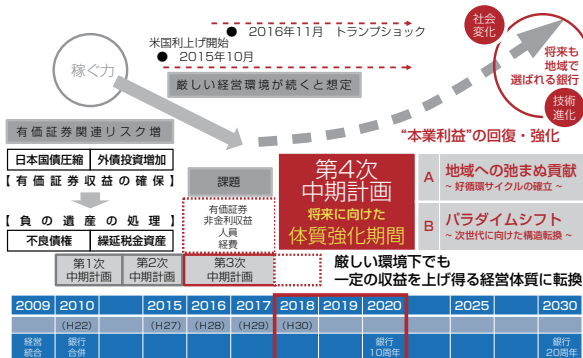 2016年11月 トランプショック
米国利上げ開始
2015年10月
厳しい経営環境が続くと想定
稼ぐ力
社会
変化
将来も
地域で
選ばれる銀行
技術
進化
“本業利益”の回復・強化
有価証券関連リスク増
日本国債圧縮 外債投資増加
【有価証券収益の確保】
負の遺産の処理
不良債権 繰延税金資産
課題
有価証券
非金利収益
人員
経費
第4次
中期計画
将来に向けた
体質強化期間
A 地域への弛まぬ貢献
~ 好循環サイクルの確立 ~
B パラダイムシフト
~ 次世代に向けた構造転換 ~
第1次
中期計画
第2次
中期計画
第3次
中期計画
厳しい環境下でも
一定の収益を上げ得る経営体質に転換
2009 2010 2015 2016 2017 2018 2019 2020 2025 2030
(H22) (H27) (H28) (H29) (H30)
経営
統合
銀行
合併
銀行
10周年
銀行
20周年